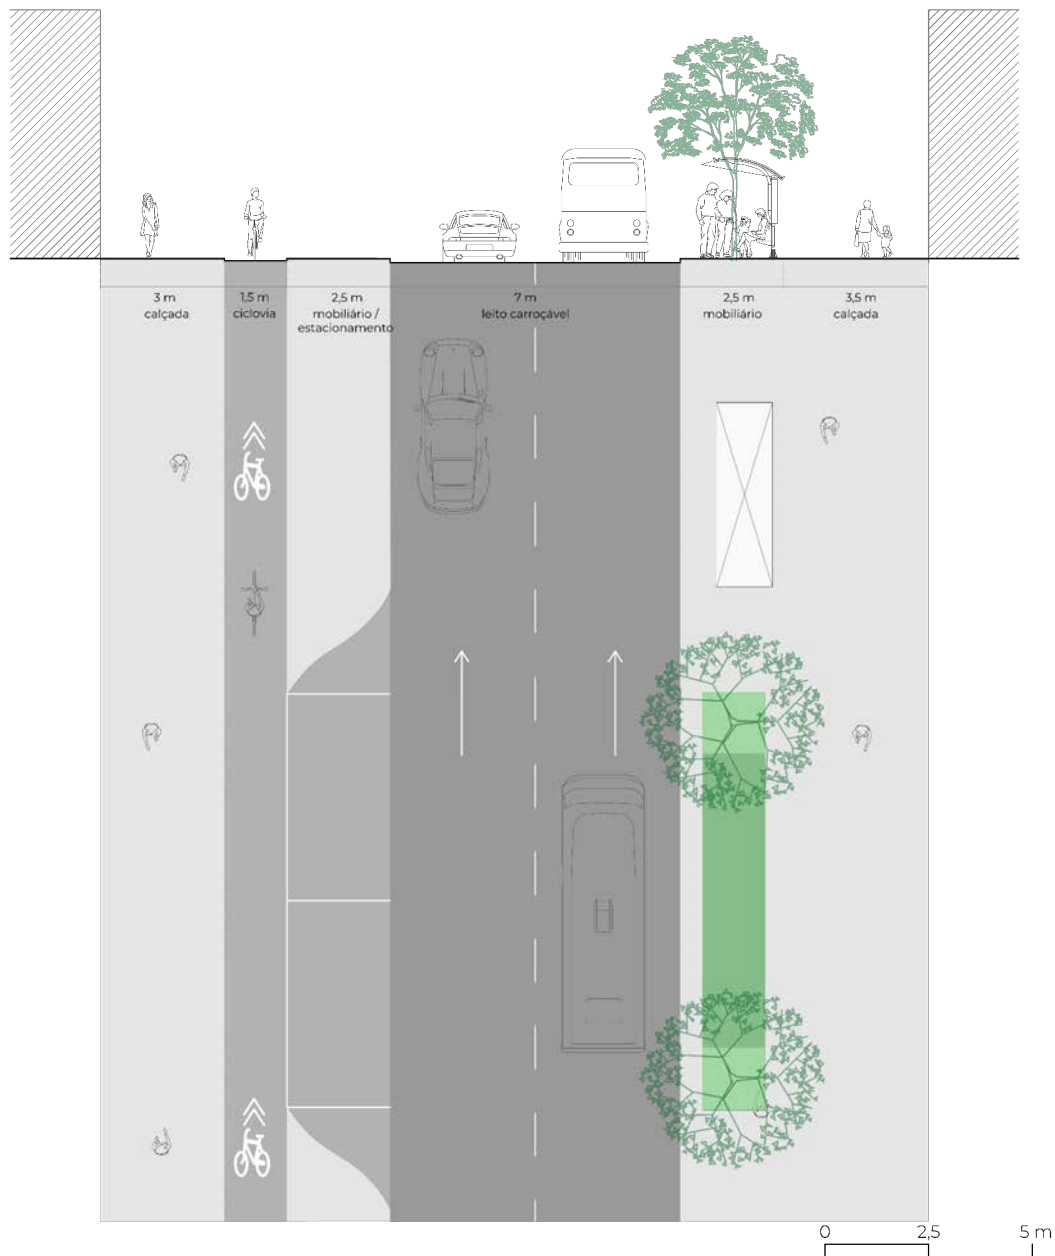 3 m
calçada
1,5 m
ciclovia
2,5 m
mobiliário /
estacionamento
7 m
leito carroçável
2,5 m
mobiliário
3,5 m
calçada
0 2,5 5 m